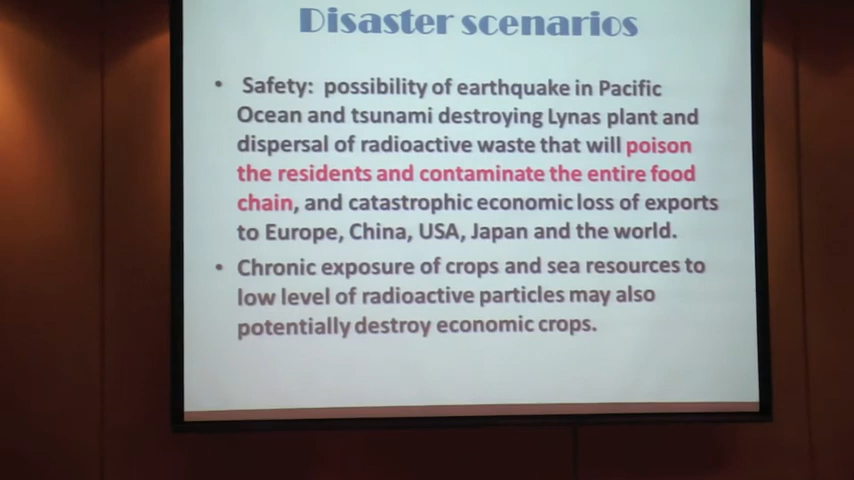 Disaster scenarios
• Safety: possibility of earthquake in Pacific
Ocean and tsunami destroying Lynas plant and
dispersal of radioactive waste that will poison
the residents and contaminate the entire food
chain, and catastrophic economic loss of exports
to Europe, China, USA, Japan and the world.
• Chronic exposure of crops and sea resources to
low level of radioactive particles may also
potentially destroy economic crops.